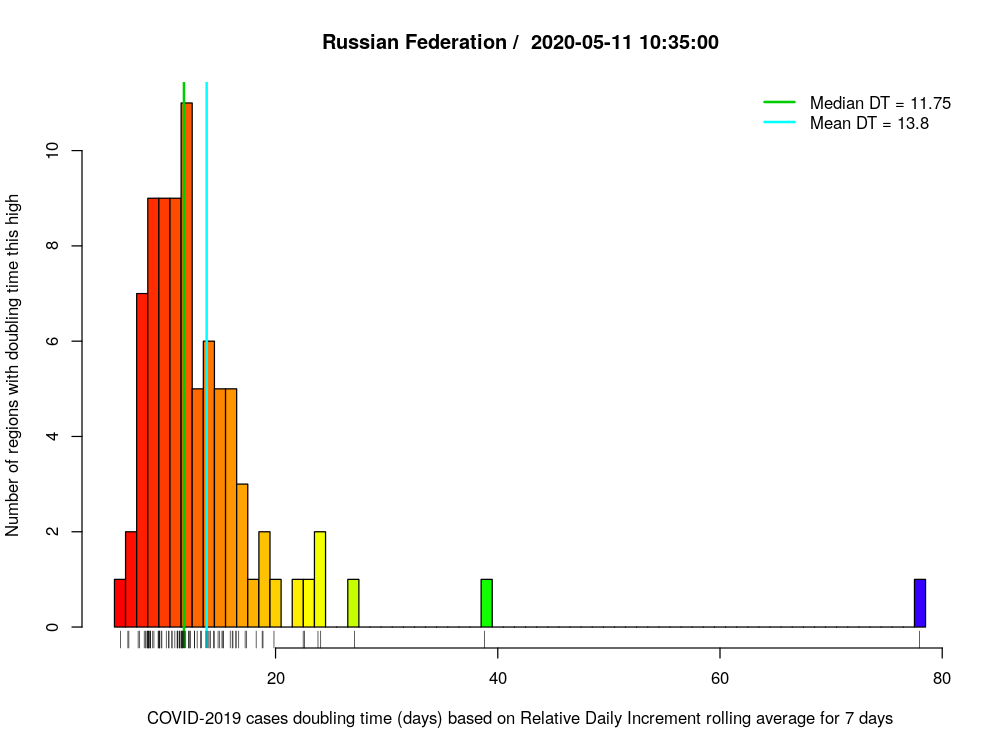 Russian Federation /  2020-05-11 10:35:00
Median DT = 11.75
Mean DT = 13.8
Number of regions with doubling time this high
10
8
6
4
2
0
20 40 60 80
COVID-2019 cases doubling time (days) based on Relative Daily Increment rolling average for 7 days